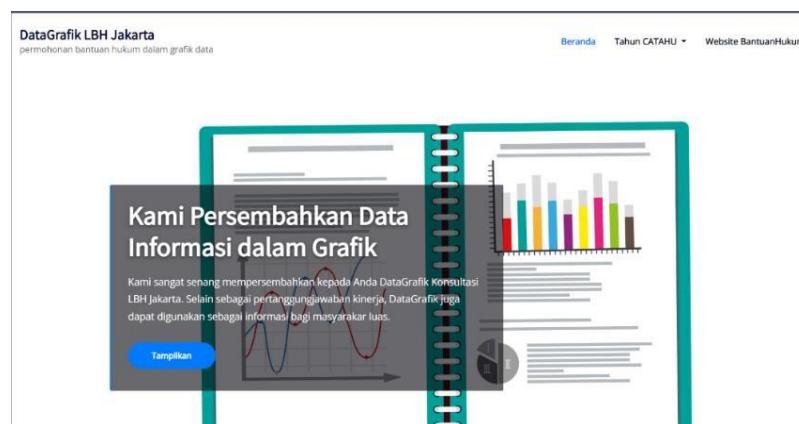 DataGrafik LBH Jakarta
permohonan bantuan hukum dalam grafik data
Beranda Tahun CATAHU Website BantuanHukum
Kami Persembahkan Data
Informasi dalam Grafik
Kami sangat senang mempersembahkan kepada Anda DataGrafik Konsultasi
LBH Jakarta. Selain sebagai pertanggungjawaban kinerja, DataGrafik juga
dapat digunakan sebagai informasi bagi masyarakar luas.
Tampilkan